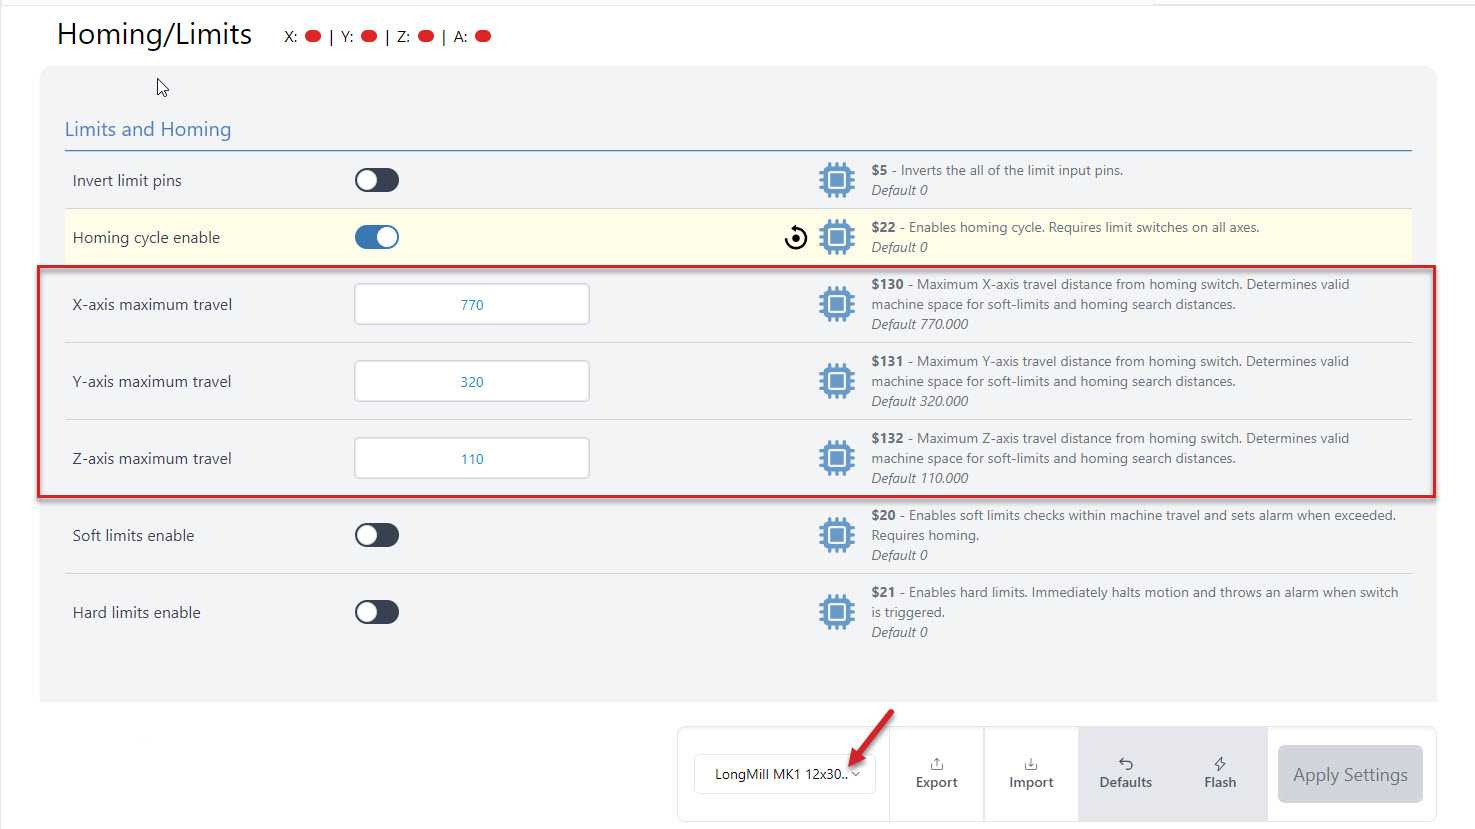 Homing/Limits X: | Y: | Z: | A:
Limits and Homing
Invert limit pins
$5 - Inverts the all of the limit input pins.
Default 0
Homing cycle enable
$22 - Enables homing cycle. Requires limit switches on all axes.
Default 0
X-axis maximum travel
770
$130 - Maximum X-axis travel distance from homing switch. Determines valid
machine space for soft-limits and homing search distances.
Default 770.000
Y-axis maximum travel
320
$131 - Maximum Y-axis travel distance from homing switch. Determines valid
machine space for soft-limits and homing search distances.
Default 320.000
Z-axis maximum travel
110
$132 - Maximum Z-axis travel distance from homing switch. Determines valid
machine space for soft-limits and homing search distances.
Default 110.000
Soft limits enable
$20 - Enables soft limits checks within machine travel and sets alarm when exceeded.
Requires homing.
Default 0
Hard limits enable
$21 - Enables hard limits. Immediately halts motion and throws an alarm when switch
is triggered.
Default 0
LongMill MK1 12x30..
Export
Import
Defaults
Flash
Apply Settings